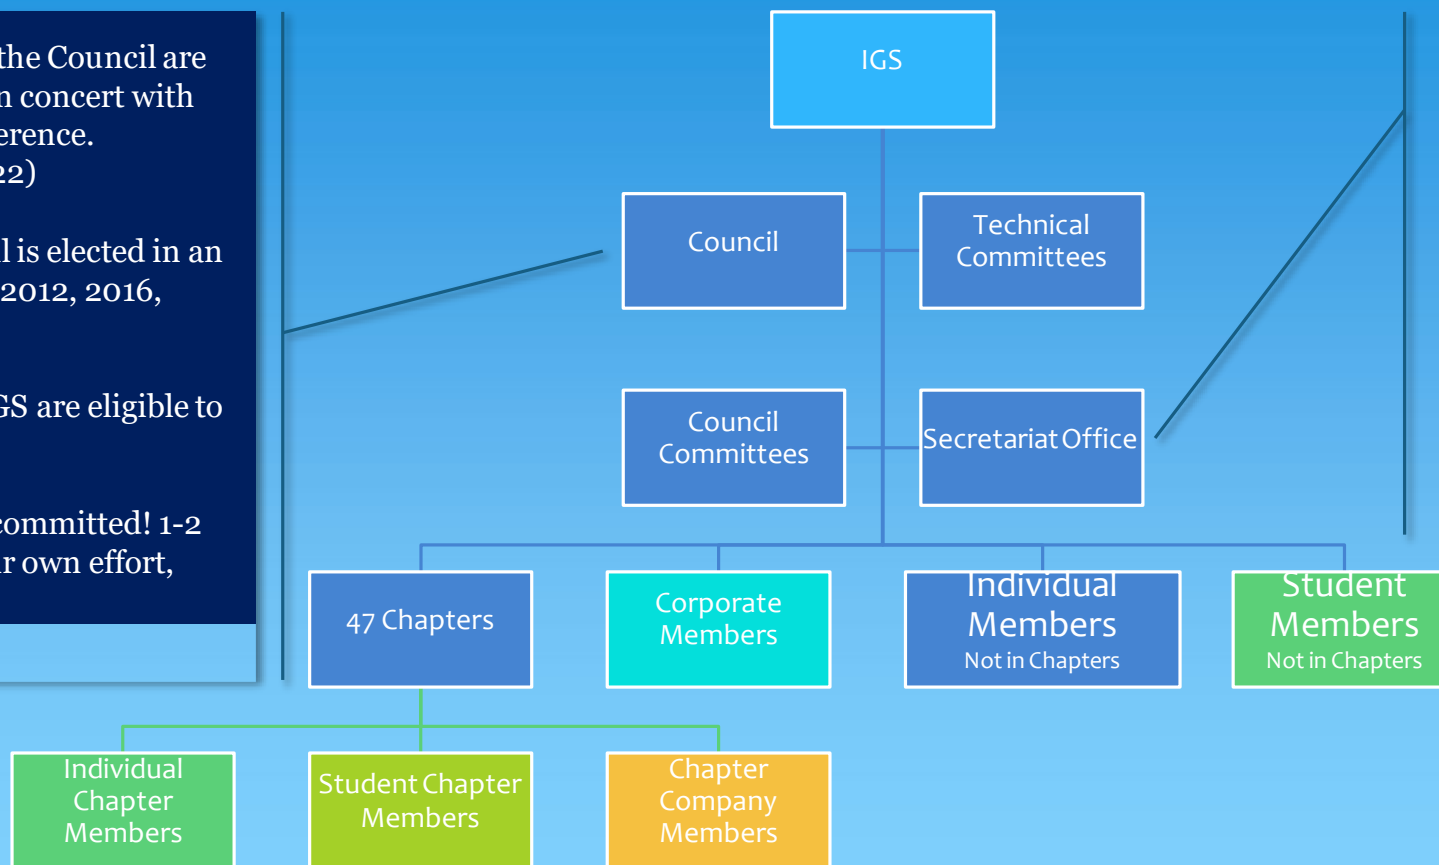 the Council are
n concert with
erence.
22)
l is elected in an
2012, 2016,
GS are eligible to
committed! 1-2
r own effort,
IGS
Council
Technical
Committees
Council
Committees
Secretariat Office
47 Chapters
Corporate
Members
Individual
Members
Not in Chapters
Student
Members
Not in Chapters
Individual
Chapter
Members
Student Chapter
Members
Chapter
Company
Members